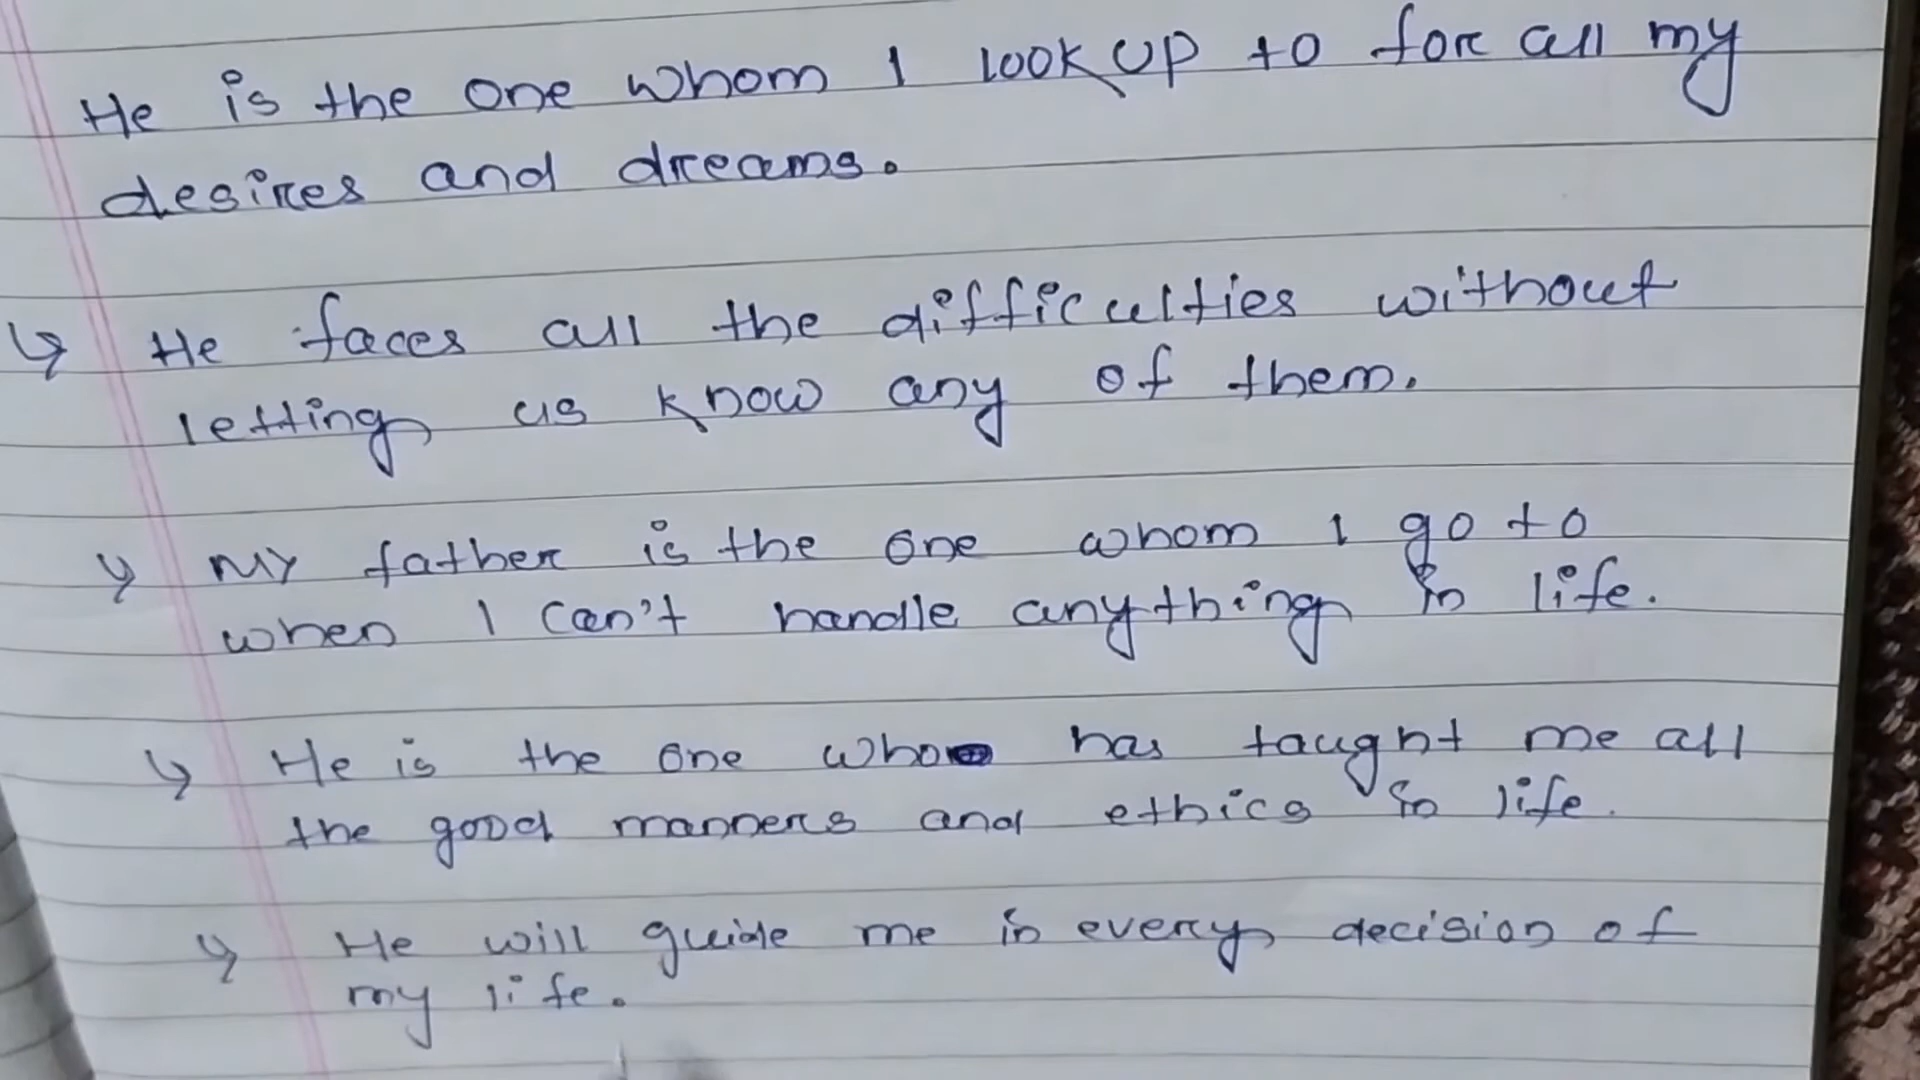 He is the one whom I look up to for all my
desires and dreams.
↳ He faces all the difficulties without
letting us know any of them.
↳ My father is the one whom I go to
when I can't handle anything in life.
↳ He is the one who has taught me all
the good manners and ethics in life.
↳ He will guide me in every decision of
my life.